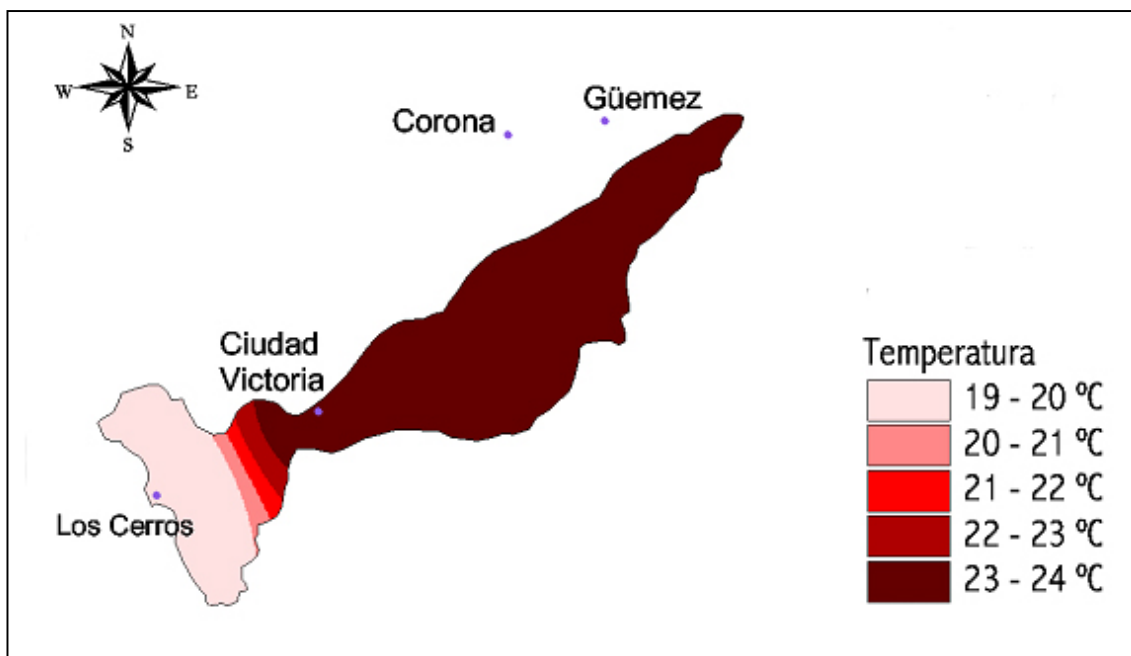 N
W E
S
Corona
Güemez
Ciudad
Victoria
Los Cerros
Temperatura
19 - 20 ºC
20 - 21 ºC
21 - 22 ºC
22 - 23 ºC
23 - 24 ºC